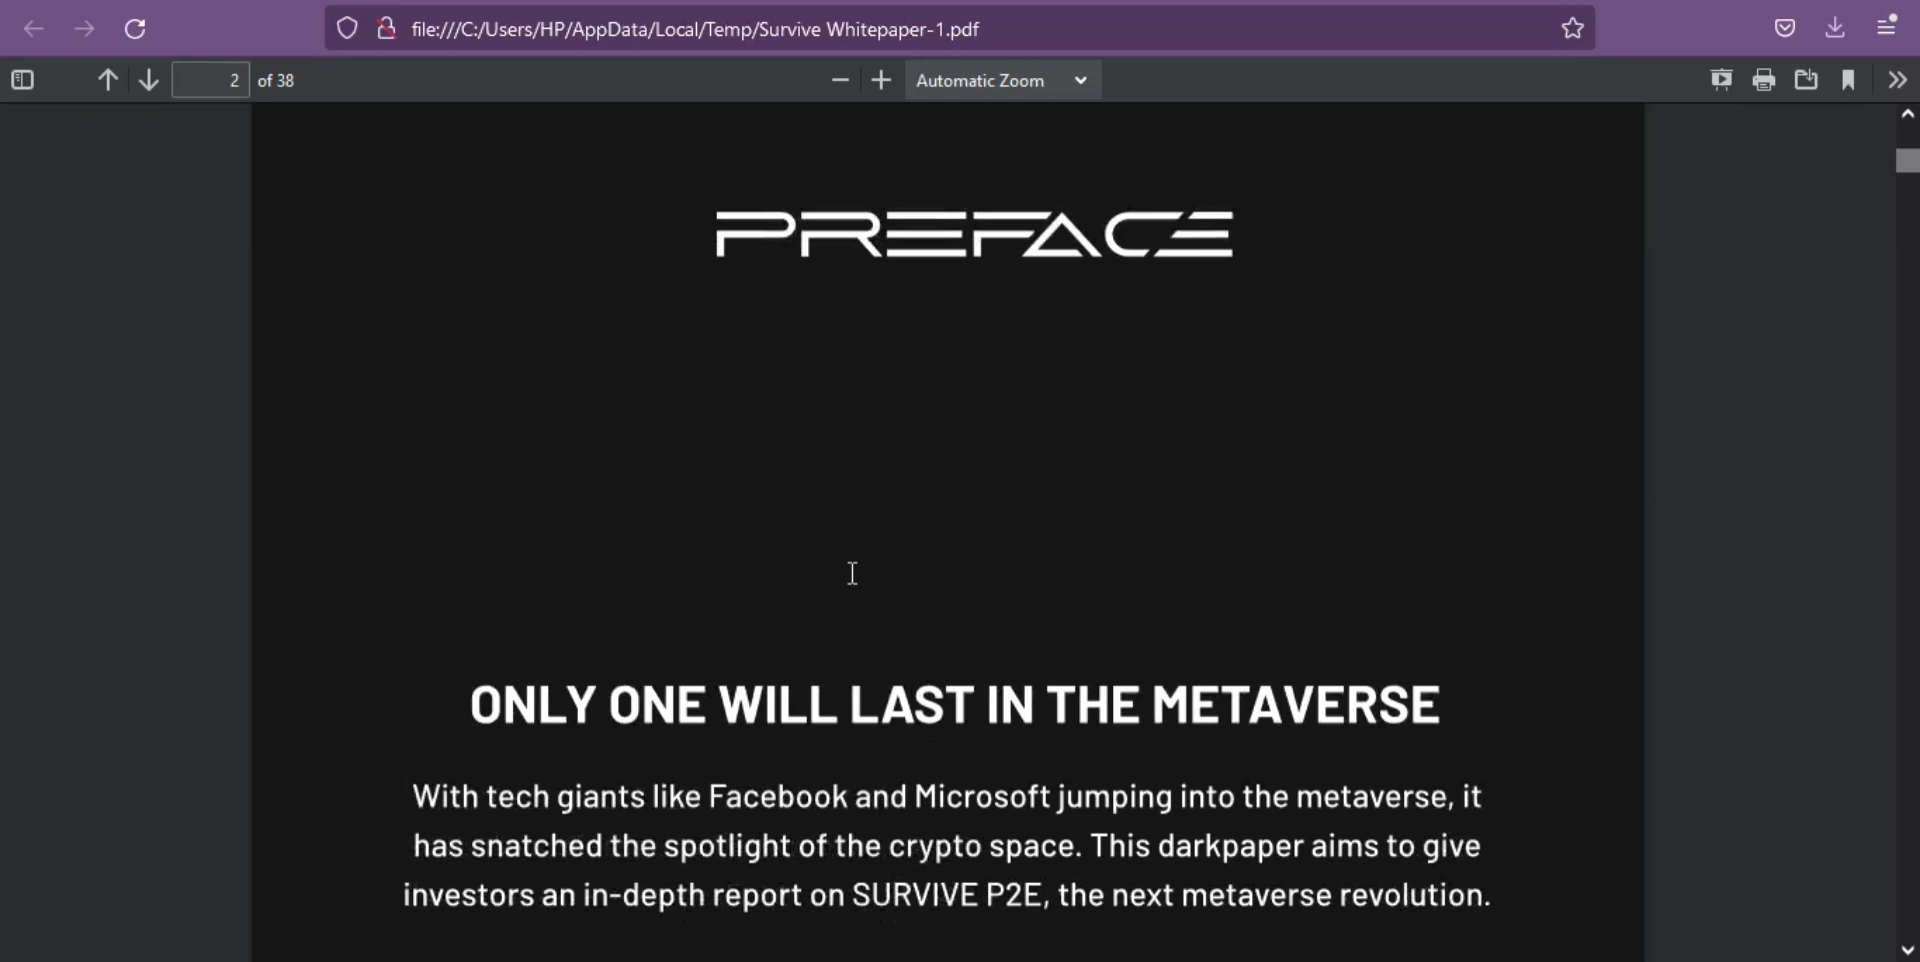 file:///C:/Users/HP/AppData/Local/Temp/Survive Whitepaper-1.pdf
2 of 38
Automatic Zoom
PREFACE
ONLY ONE WILL LAST IN THE METAVERSE
With tech giants like Facebook and Microsoft jumping into the metaverse, it
has snatched the spotlight of the crypto space. This darkpaper aims to give
investors an in-depth report on SURVIVE P2E, the next metaverse revolution.